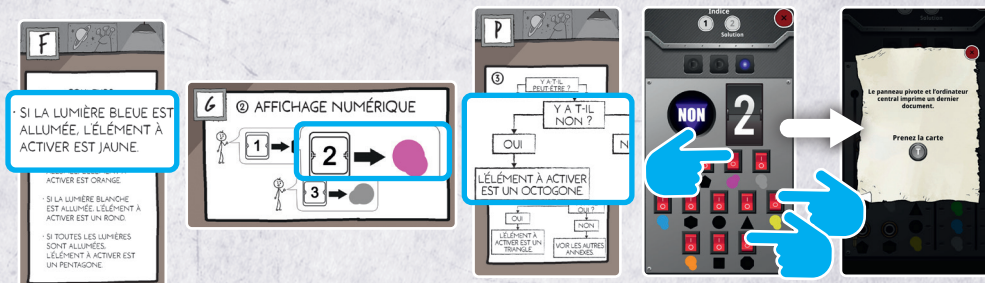 F
· SI LA LUMIÈRE BLEUE EST
ALLUMÉE, L'ÉLÉMENT À
ACTIVER EST JAUNE.
ACTIVER EST ORANGE.
· SI LA LUMIÈRE BLANCHE
EST ALLUMÉE, L'ÉLÉMENT À
ACTIVER EST UN ROND.
· SI TOUTES LES LUMIÈRES
SONT ALLUMÉES,
L'ÉLÉMENT À ACTIVER EST
UN PENTAGONE.
G
② AFFICHAGE NUMÉRIQUE
1
2
3
P
③
Y A-T-IL
PEUT-ÊTRE ?
Y A-T-IL
NON ?
OUI
N
L'ÉLÉMENT À ACTIVER
EST UN OCTOGONE
OUI
OUI ?
NON
L'ÉLÉMENT À
ACTIVER EST UN
TRIANGLE.
VOIR LES AUTRES
ANNEXES.
Indice
1 2
Solution
NON
2
Solution
Le panneau pivote et l'ordinateur
central imprime un dernier
document.
Prenez la carte
T